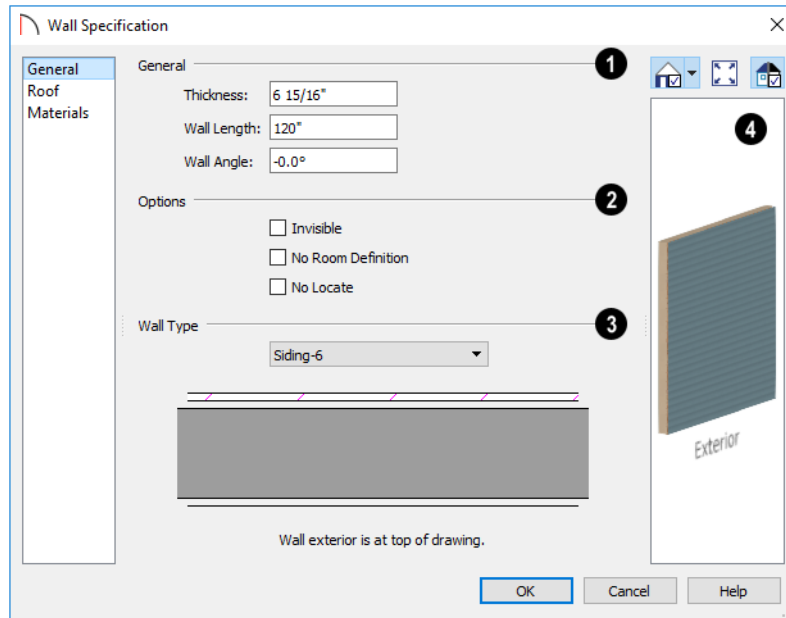 Wall Specification
General
Roof
Materials
General
1
Thickness: 6 15/16"
Wall Length: 120"
Wall Angle: -0.0°
Options
2
Invisible
No Room Definition
No Locate
Wall Type
3
Siding-6
Wall exterior is at top of drawing.
4
Exterior
OK Cancel Help